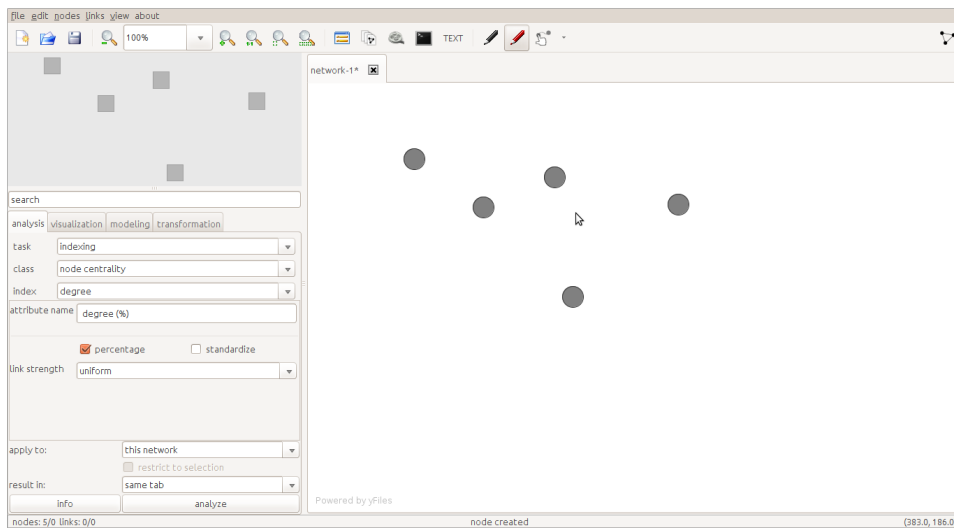 file edit nodes links view about
100% TEXT
network-1*
search
analysis visualization modeling transformation
task indexing
class node centrality
index degree
attribute name degree (%)
percentage standardize
link strength uniform
apply to: this network
restrict to selection
result in: same tab
info analyze
Powered by yFiles
nodes: 5/0 links: 0/0 node created (383.0, 186.0